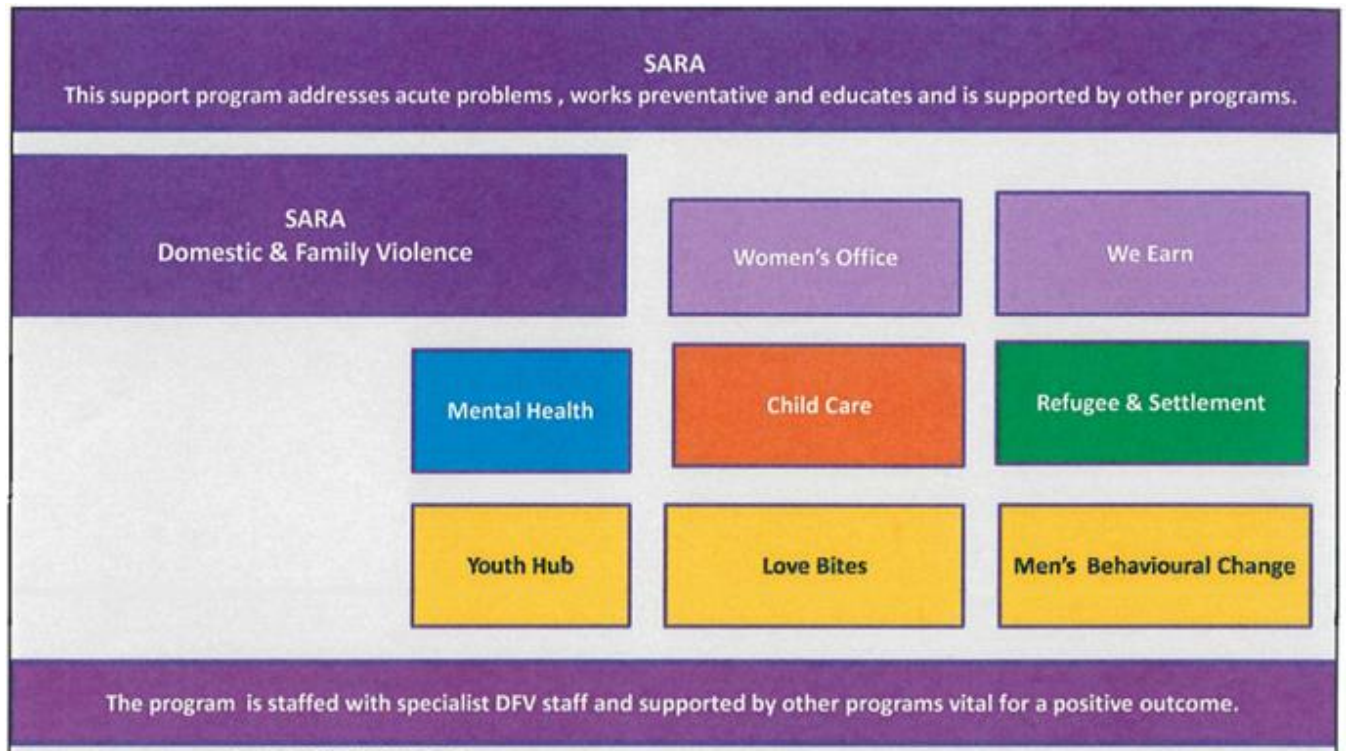 SARA
This support program addresses acute problems , works preventative and educates and is supported by other programs.
SARA
Domestic & Family Violence
Women's Office
We Earn
Mental Health
Child Care
Refugee & Settlement
Youth Hub
Love Bites
Men's Behavioural Change
The program is staffed with specialist DFV staff and supported by other programs vital for a positive outcome.